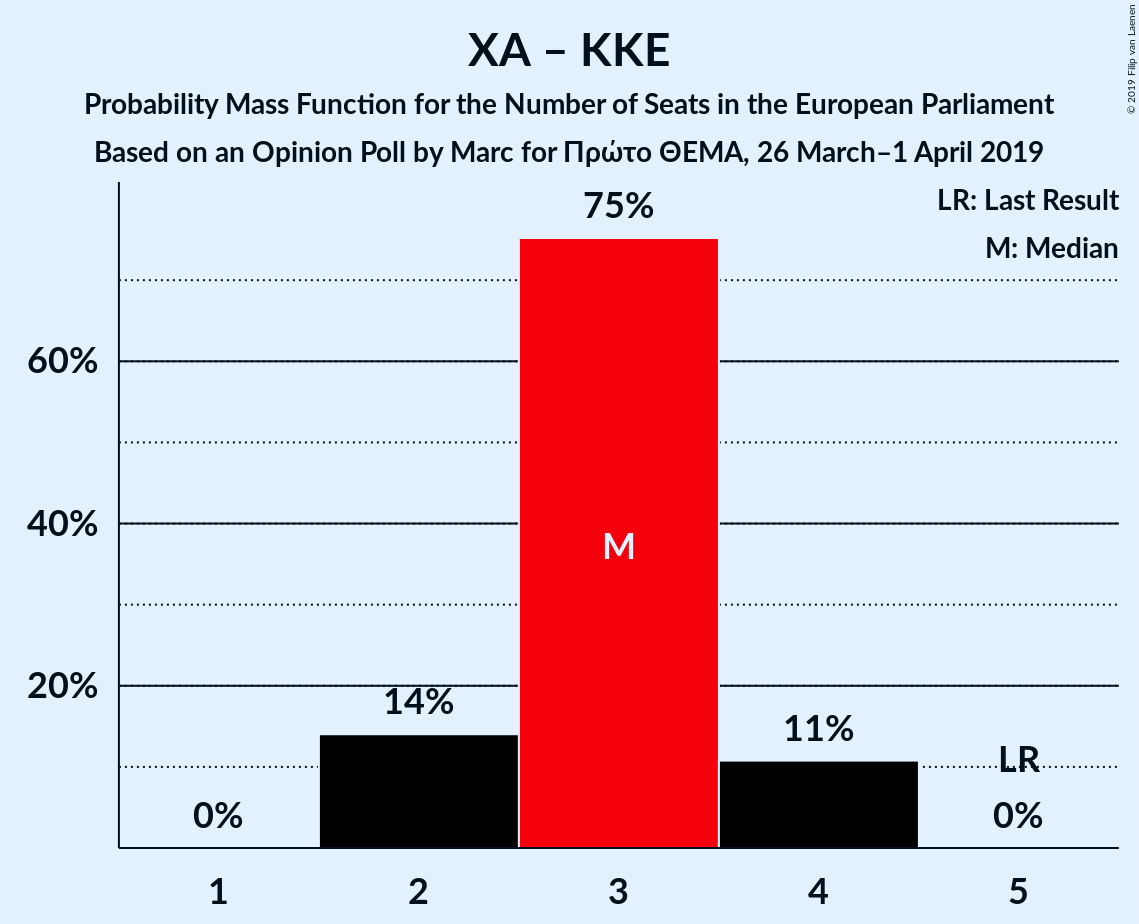 ΧΑ – ΚΚΕ
Probability Mass Function for the Number of Seats in the European Parliament
Based on an Opinion Poll by Marc for Πρώτο ΘΕΜΑ, 26 March–1 April 2019
© 2019 Filip van Laenen
LR: Last Result
M: Median
75%
60%
40%
20%
M
14%
11%
LR
0%
0%
1 2 3 4 5